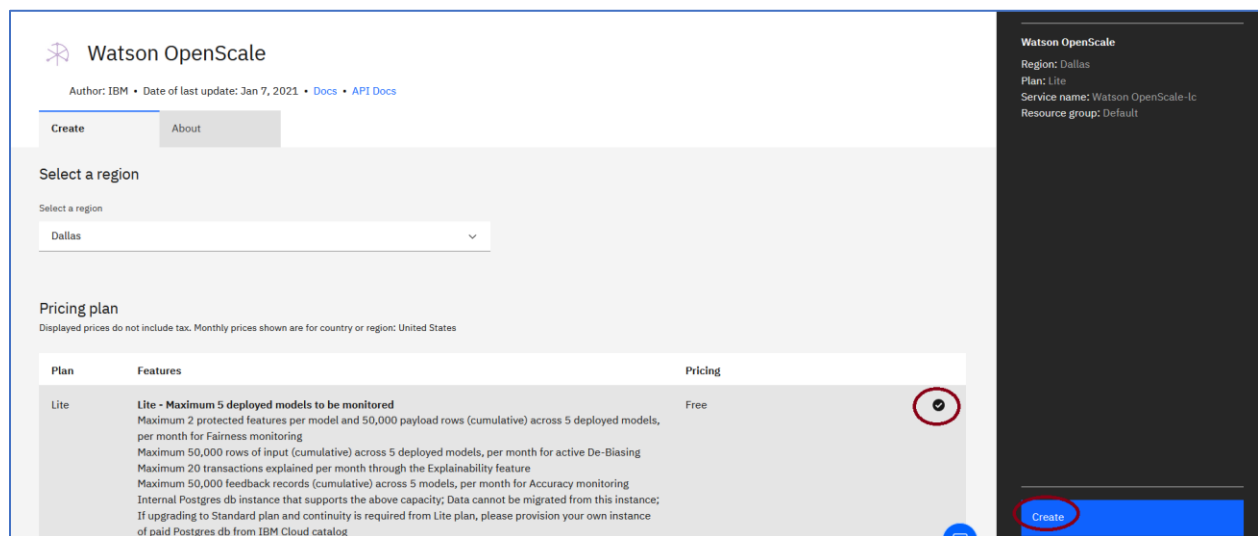 Watson OpenScale
Author: IBM • Date of last update: Jan 7, 2021 • Docs • API Docs
Create
About
Select a region
Select a region
Dallas
Pricing plan
Displayed prices do not include tax. Monthly prices shown are for country or region: United States
Plan
Features
Pricing
Lite
Lite - Maximum 5 deployed models to be monitored
Maximum 2 protected features per model and 50,000 payload rows (cumulative) across 5 deployed models,
per month for Fairness monitoring
Maximum 50,000 rows of input (cumulative) across 5 deployed models, per month for active De-Biasing
Maximum 20 transactions explained per month through the Explainability feature
Maximum 50,000 feedback records (cumulative) across 5 models, per month for Accuracy monitoring
Internal Postgres db instance that supports the above capacity; Data cannot be migrated from this instance;
If upgrading to Standard plan and continuity is required from Lite plan, please provision your own instance
of paid Postgres db from IBM Cloud catalog
Free
Watson OpenScale
Region: Dallas
Plan: Lite
Service name: Watson OpenScale-lc
Resource group: Default
Create